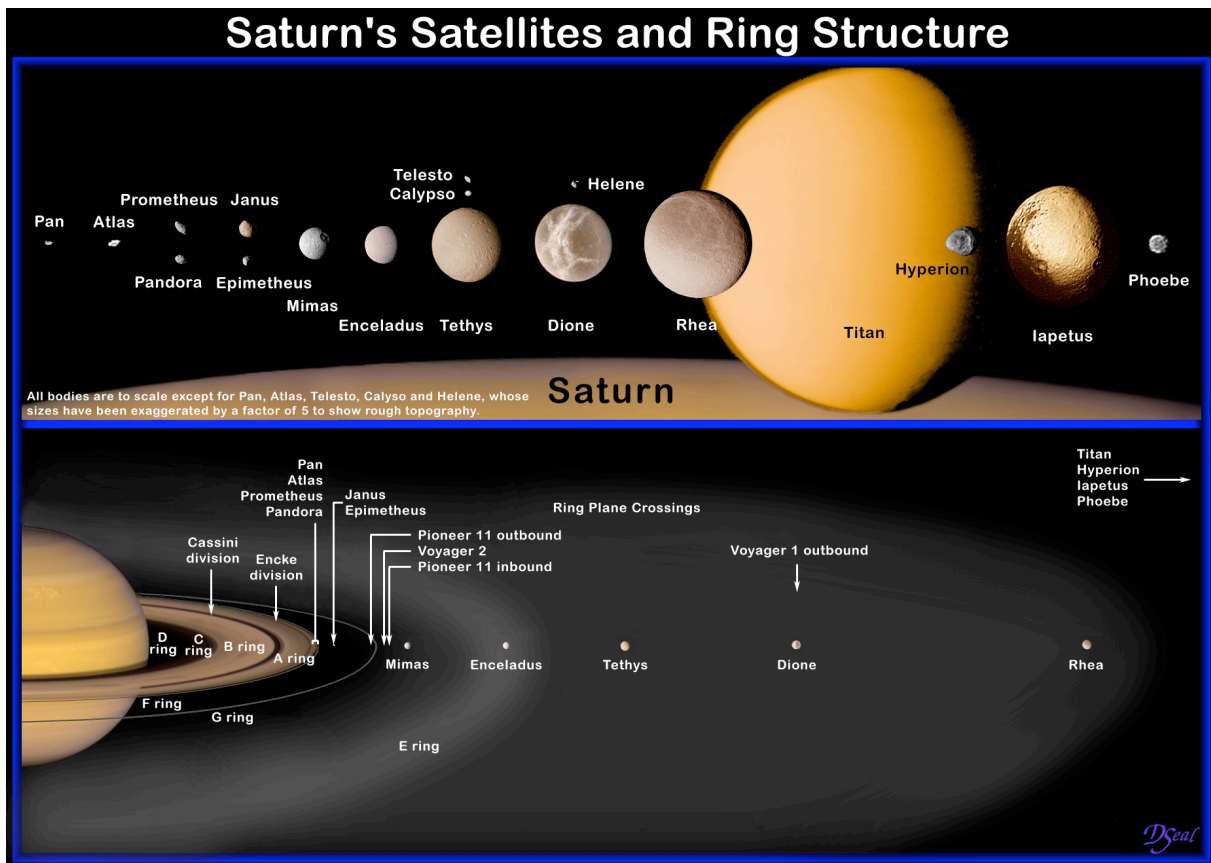 Saturn's Satellites and Ring Structure
Telesto
Calypso
Helene
Prometheus
Janus
Pan
Atlas
Pandora
Epimetheus
Hyperion
Phoebe
Mimas
Enceladus
Tethys
Dione
Rhea
Titan
Iapetus
Saturn
All bodies are to scale except for Pan, Atlas, Telesto, Calyso and Helene, whose
sizes have been exaggerated by a factor of 5 to show rough topography.
Pan
Atlas
Prometheus
Pandora
Janus
Epimetheus
Ring Plane Crossings
Titan
Hyperion
Iapetus
Phoebe
Cassini
division
Encke
division
Pioneer 11 outbound
Voyager 2
Pioneer 11 inbound
Voyager 1 outbound
D
ring
C
ring
B ring
A ring
Mimas
Enceladus
Tethys
Dione
Rhea
F ring
G ring
E ring
DSeal